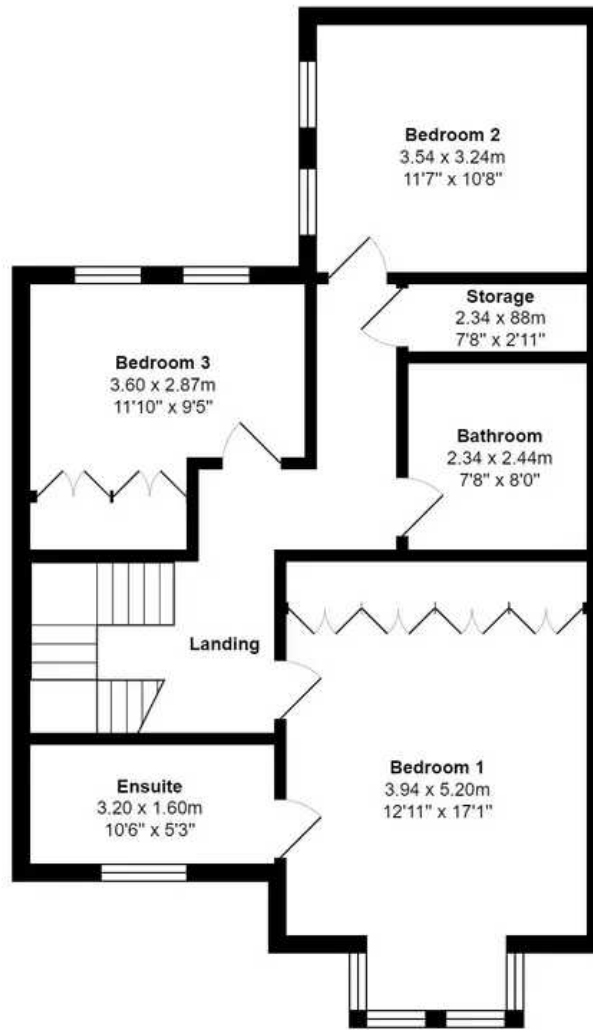 Bedroom 2
3.54 x 3.24m
11'7" x 10'8"
Storage
2.34 x 88m
7'8" x 2'11"
Bedroom 3
3.60 x 2.87m
11'10" x 9'5"
Bathroom
2.34 x 2.44m
7'8" x 8'0"
Landing
Bedroom 1
3.94 x 5.20m
12'11" x 17'1"
Ensuite
3.20 x 1.60m
10'6" x 5'3"